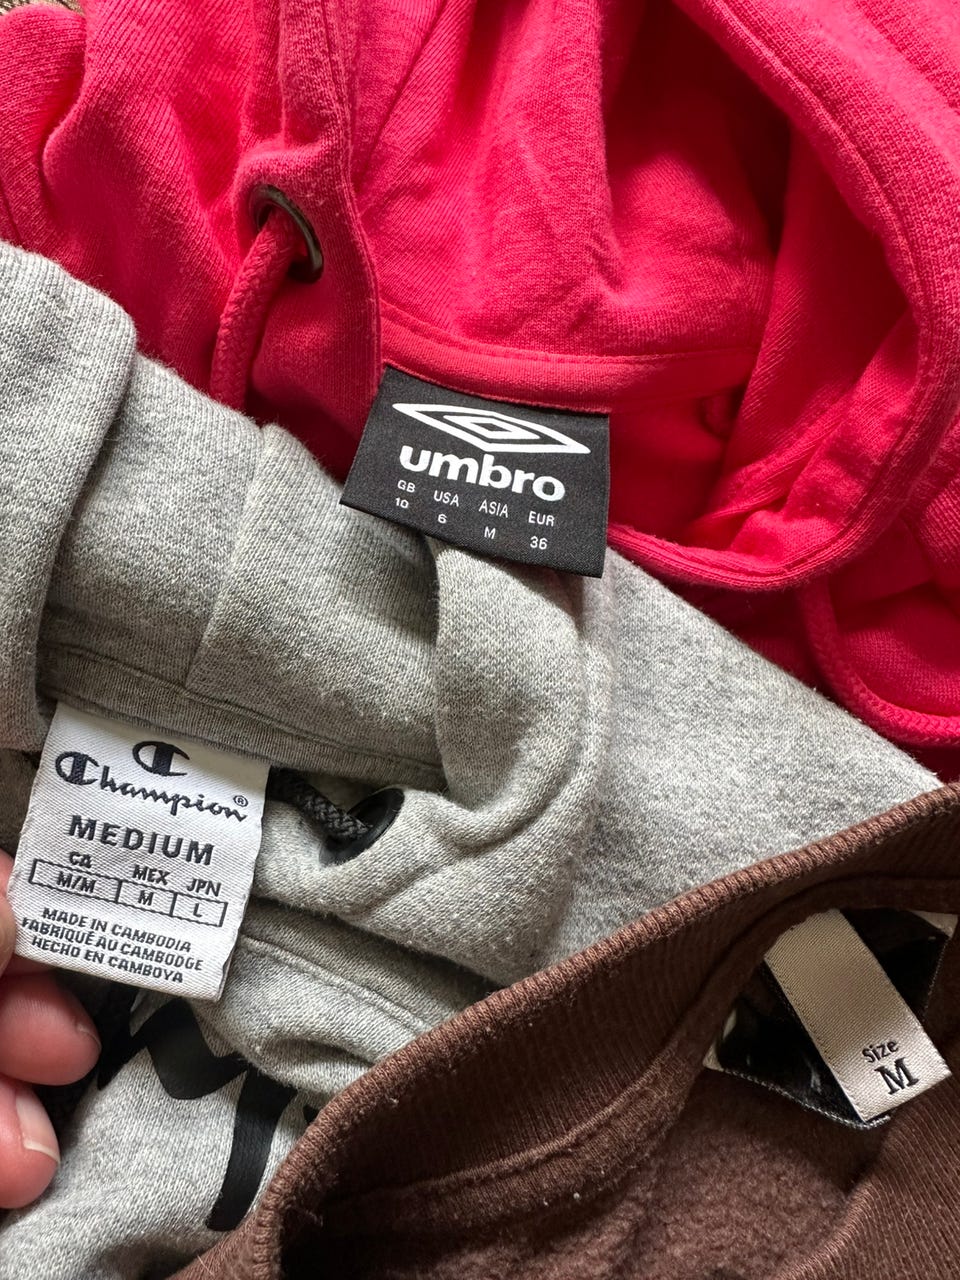 umbro
GB USA ASIA EUR
10 6 M 36
Champion®
MEDIUM
CA MEX JPN
M/M M L
MADE IN CAMBODIA
FABRIQUÉ AU CAMBODGE
HECHO EN CAMBOYA
Size
M